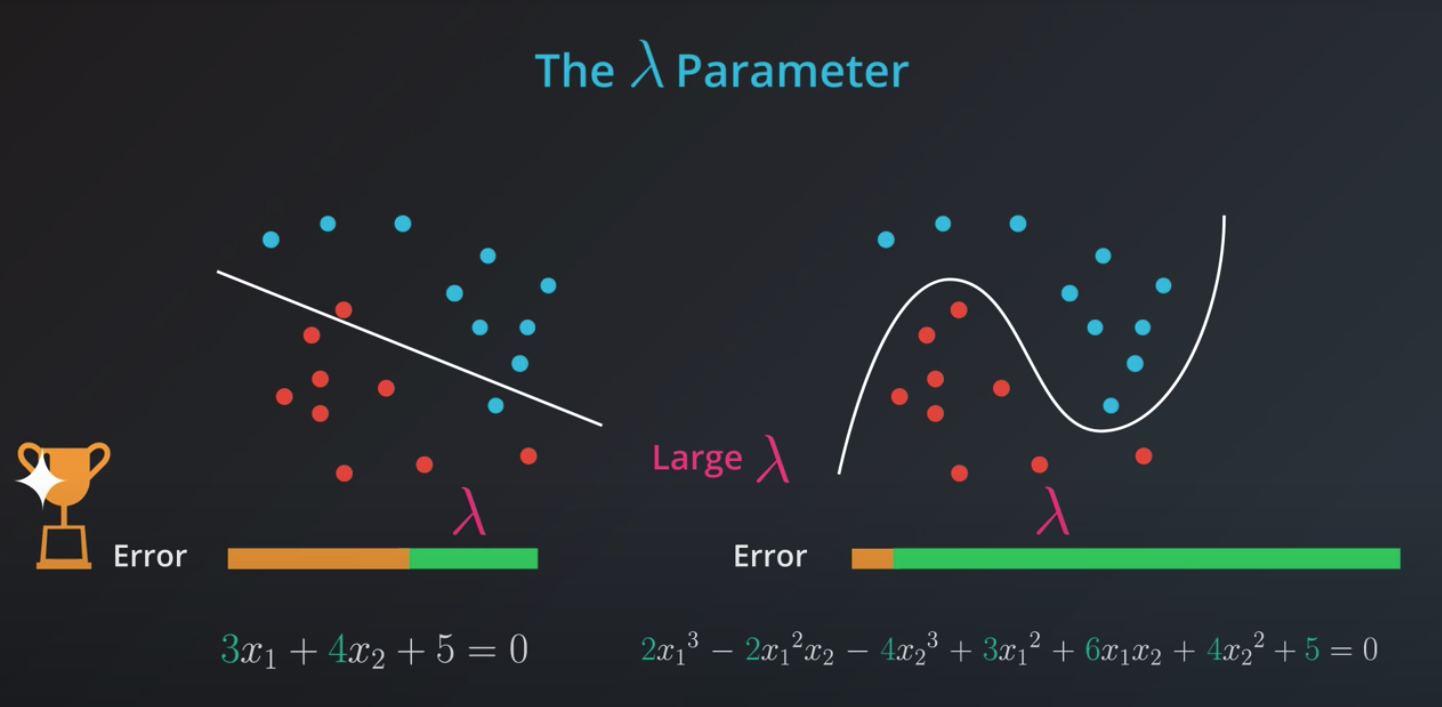 The λ Parameter
Large λ
λ
λ
Error
Error
3x₁ + 4x₂ + 5 = 0
2x₁³ − 2x₁²x₂ − 4x₂³ + 3x₁² + 6x₁x₂ + 4x₂² + 5 = 0